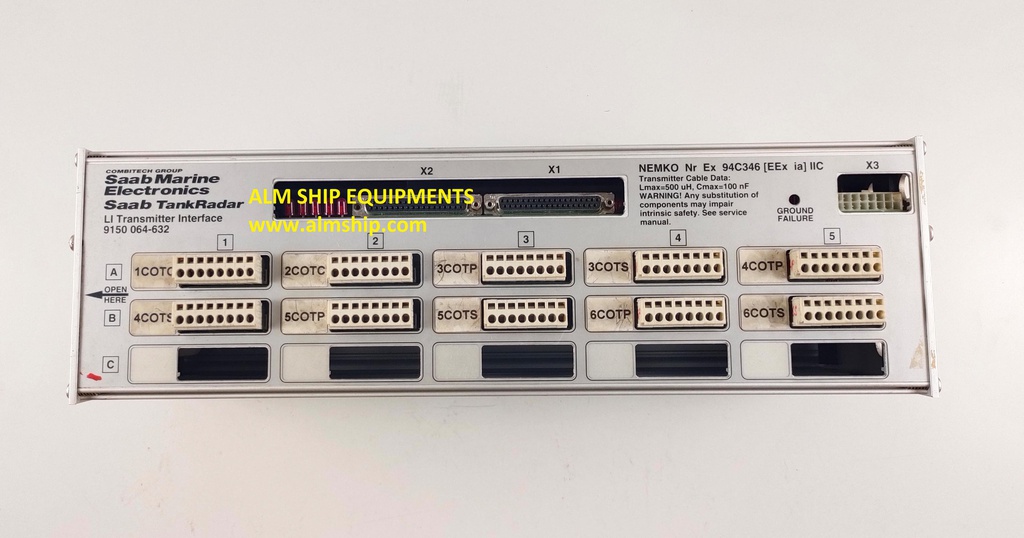 COMBITECH GROUP
Saab Marine
Electronics
Saab TankRadar
LI Transmitter Interface
9150 064-632
X2
X1
NEMKO Nr Ex 94C346 [EEx ia] IIC
Transmitter Cable Data:
Lmax=500 uH, Cmax=100 nF
WARNING! Any substitution of
components may impair
intrinsic safety. See service
manual.
GROUND
FAILURE
X3
ALM SHIP EQUIPMENTS
www.almship.com
1 2 3 4 5
A 1COTC 2COTC 3COTP 3COTS 4COTP
OPEN
HERE
B 4COTS 5COTP 5COTS 6COTP 6COTS
C